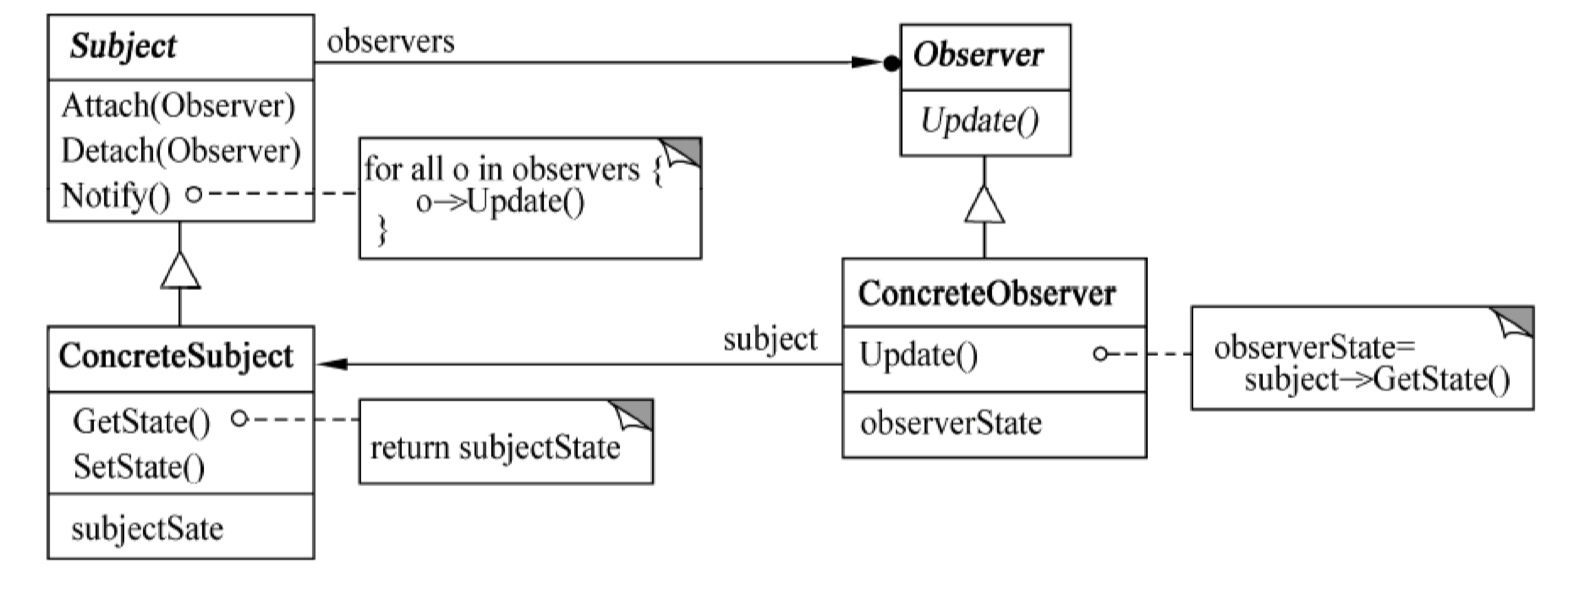 Subject
Attach(Observer)
Detach(Observer)
Notify()
observers
Observer
Update()
for all o in observers {
o->Update()
}
ConcreteSubject
GetState()
SetState()
subjectSate
return subjectState
subject
ConcreteObserver
Update()
observerState
observerState=
subject->GetState()